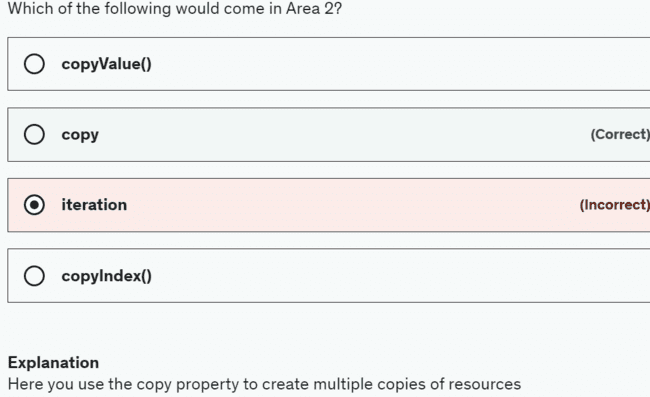 Which of the following would come in Area 2?
copyValue()
copy (Correct)
iteration (Incorrect)
copyIndex()
Explanation
Here you use the copy property to create multiple copies of resources